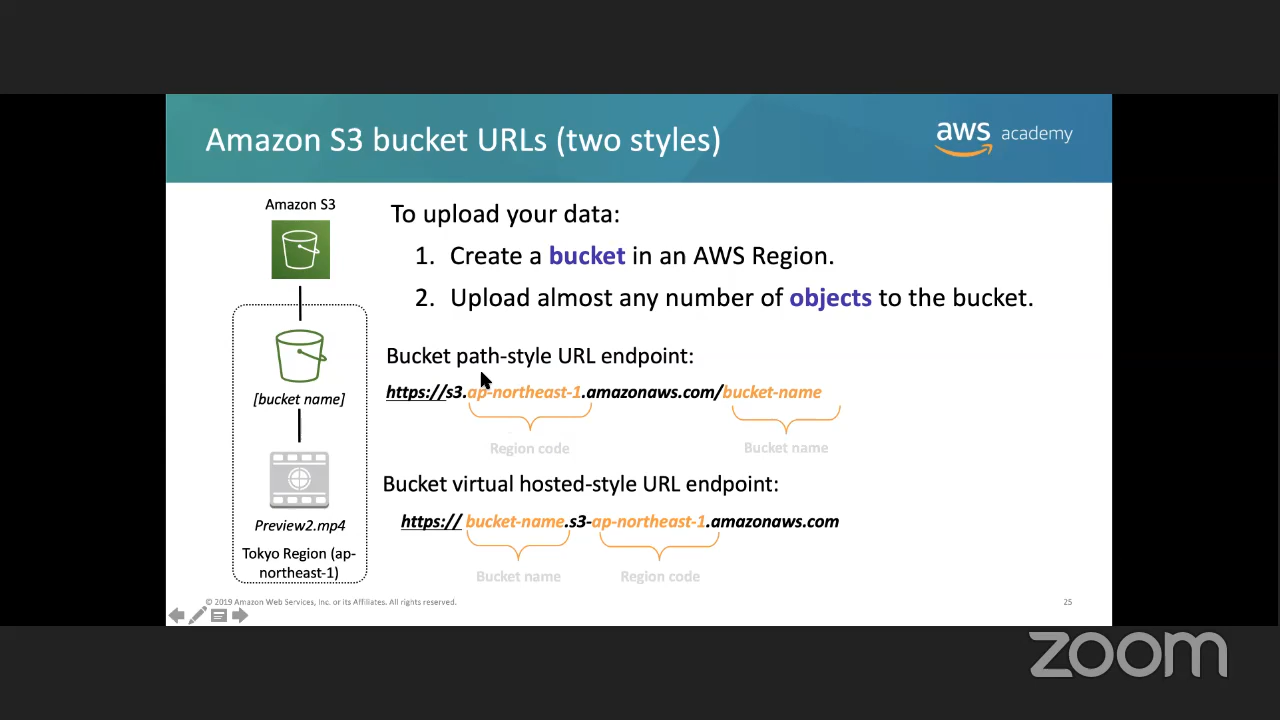 Amazon S3 bucket URLs (two styles)
aws academy
Amazon S3
[bucket name]
Preview2.mp4
Tokyo Region (ap-
northeast-1)
To upload your data:
1. Create a bucket in an AWS Region.
2. Upload almost any number of objects to the bucket.
Bucket path-style URL endpoint:
https://s3.ap-northeast-1.amazonaws.com/bucket-name
Region code
Bucket name
Bucket virtual hosted-style URL endpoint:
https:// bucket-name.s3-ap-northeast-1.amazonaws.com
Bucket name
Region code
© 2019 Amazon Web Services, Inc. or its Affiliates. All rights reserved.
25
zoom